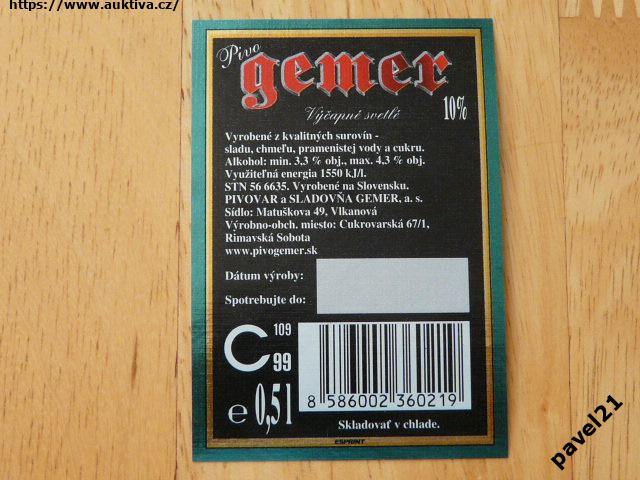 https://www.auktiva.cz/
Pivo
gemer
Výčapné svetlé
10%
Vyrobené z kvalitných surovín -
sladu, chmeľu, pramenistej vody a cukru.
Alkohol: min. 3,3 % obj., max. 4,3 % obj.
Využiteľná energia 1550 kJ/l.
STN 56 6635. Vyrobené na Slovensku.
PIVOVAR a SLADOVŇA GEMER, a. s.
Sídlo: Matuškova 49, Vlkanová
Výrobno-obch. miesto: Cukrovarská 67/1,
Rimavská Sobota
www.pivogemer.sk
Dátum výroby:
Spotrebujte do:
C 109
99
e 0,5 l
8 586002 360219
Skladovať v chlade.
ESPRINT
pavel21